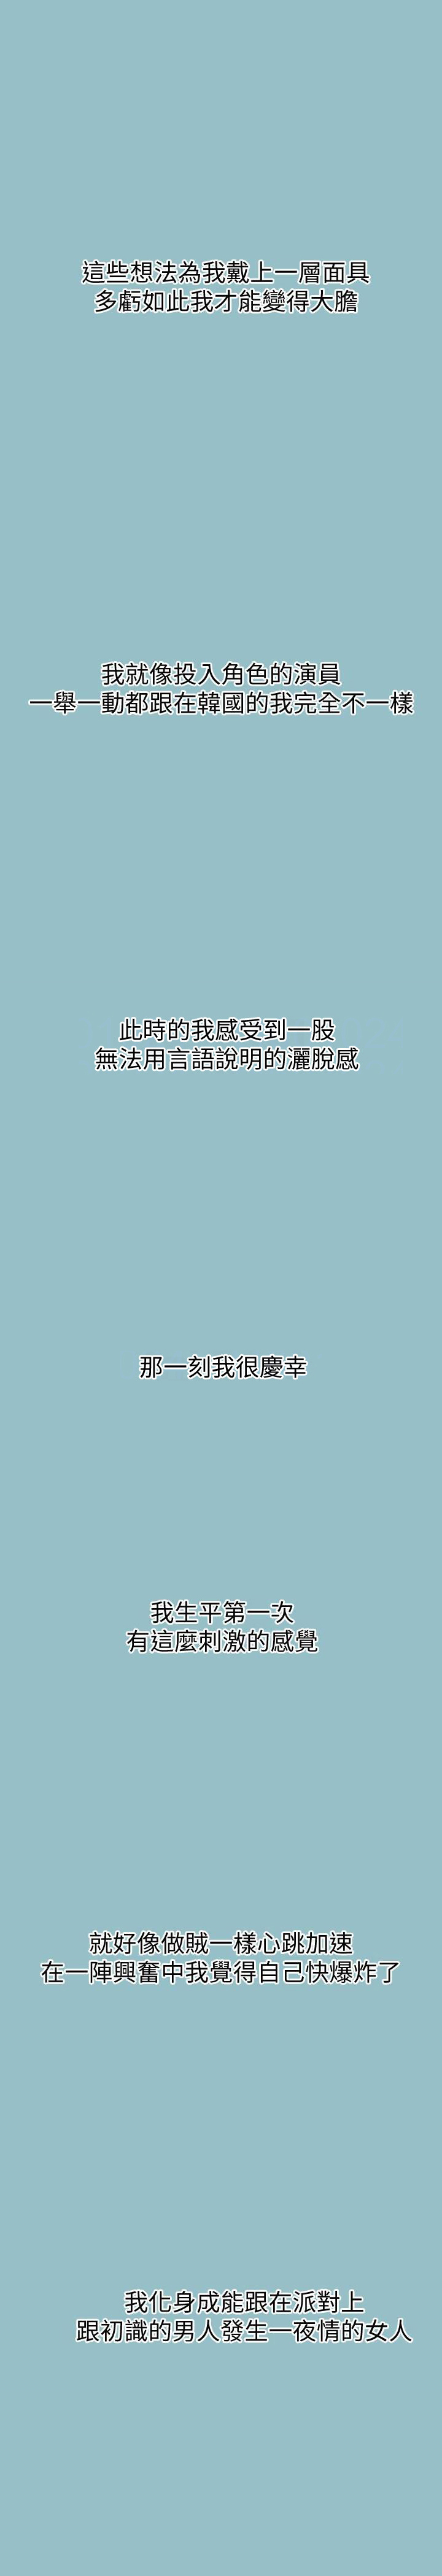 這些想法為我戴上一層面具
多虧如此我才能變得大膽
我就像投入角色的演員
一舉一動都跟在韓國的我完全不一樣
此時的我感受到一股
無法用言語說明的灑脫感
那一刻我很慶幸
我生平第一次
有這麼刺激的感覺
就好像做賊一樣心跳加速
在一陣興奮中我覺得自己快爆炸了
我化身成能跟在派對上
跟初識的男人發生一夜情的女人